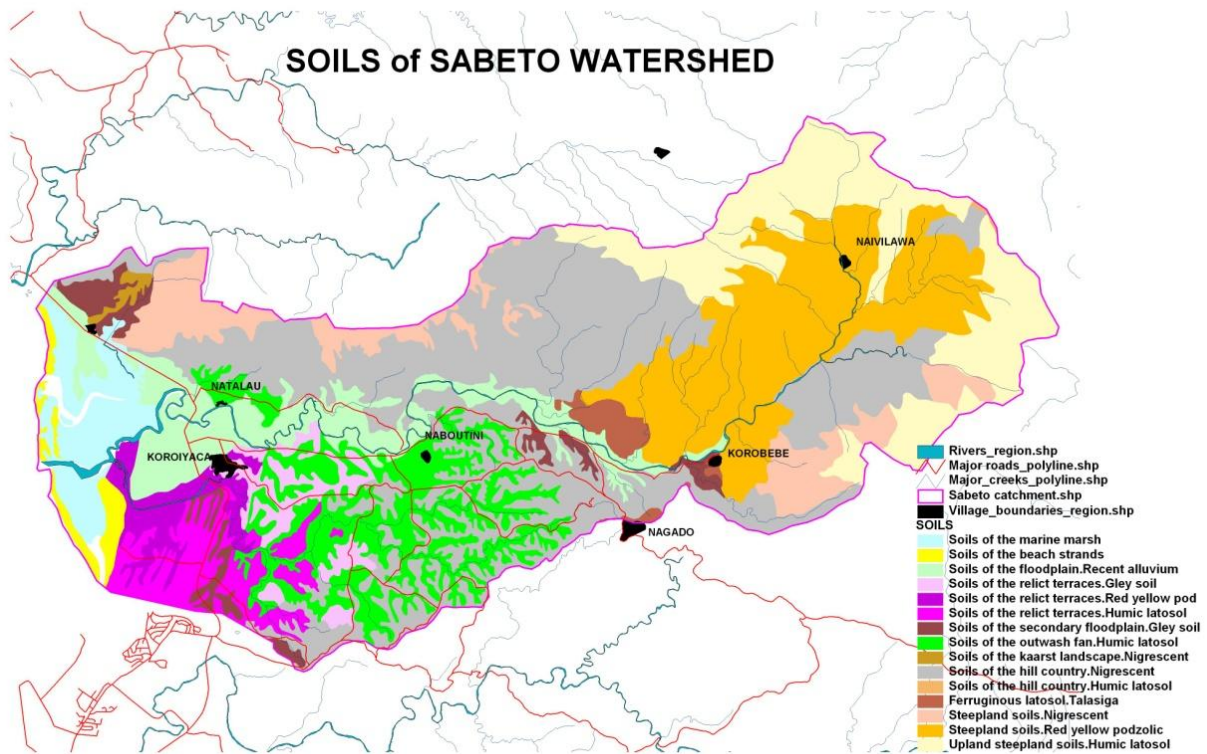 SOILS of SABETO WATERSHED
NAIVILAWA
NATALAU
NABOUTINI
KOROIYACA
KOROBEBE
NAGADO
Rivers_region.shp
Major roads_polyline.shp
Major_creeks_polyline.shp
Sabeto catchment.shp
Village_boundaries_region.shp
SOILS
Soils of the marine marsh
Soils of the beach strands
Soils of the floodplain.Recent alluvium
Soils of the relict terraces.Gley soil
Soils of the relict terraces.Red yellow pod
Soils of the relict terraces.Humic latosol
Soils of the secondary floodplain.Gley soil
Soils of the outwash fan.Humic latosol
Soils of the kaarst landscape.Nigrescent
Soils of the hill country.Nigrescent
Soils of the hill country.Humic latosol
Ferruginous latosol.Talasiga
Steepland soils.Nigrescent
Steepland soils.Red yellow podzolic
Upland steepland soils.Humic latosol